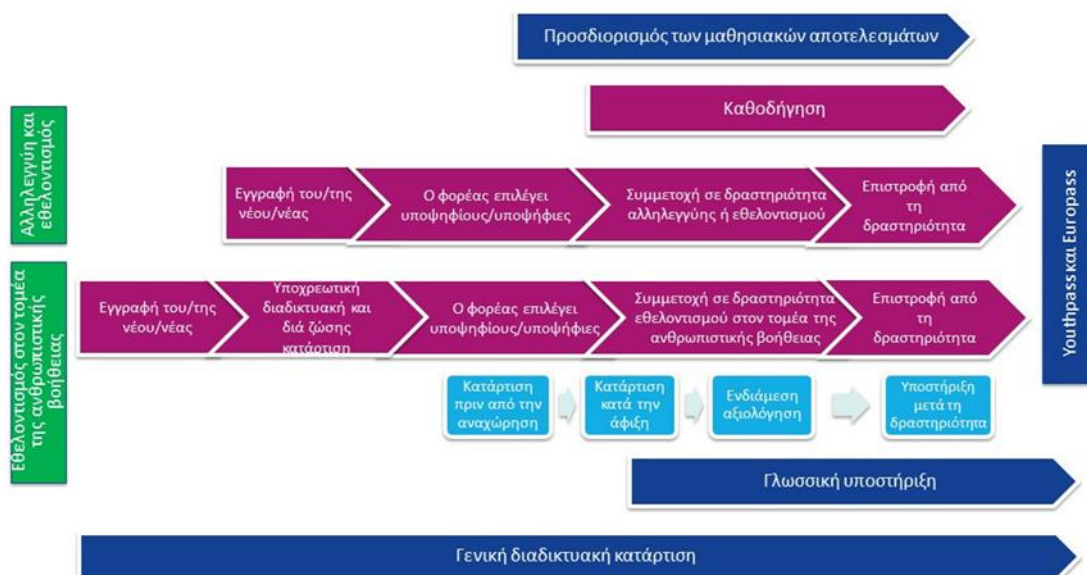 Προσδιορισμός των μαθησιακών αποτελεσμάτων
Καθοδήγηση
Αλληλεγγύη και
εθελοντισμός
Εγγραφή του/της
νέου/νέας
Ο φορέας επιλέγει
υποψηφίους/υποψήφιες
Συμμετοχή σε δραστηριότητα
αλληλεγγύης ή εθελοντισμού
Επιστροφή από
τη
δραστηριότητα
Εθελοντισμός στον τομέα
της ανθρωπιστικής
βοήθειας
Εγγραφή του/της
νέου/νέας
Υποχρεωτική
διαδικτυακή και
διά ζώσης
κατάρτιση
Ο φορέας επιλέγει
υποψηφίους/υποψήφιες
Συμμετοχή σε δραστηριότητα
εθελοντισμού στον τομέα της
ανθρωπιστικής βοήθειας
Επιστροφή από
τη
δραστηριότητα
Κατάρτιση
πριν από την
αναχώρηση
Κατάρτιση
κατά την
άφιξη
Ενδιάμεση
αξιολόγηση
Υποστήριξη
μετά τη
δραστηριότητα
Γλωσσική υποστήριξη
Γενική διαδικτυακή κατάρτιση
Youthpass και Europass